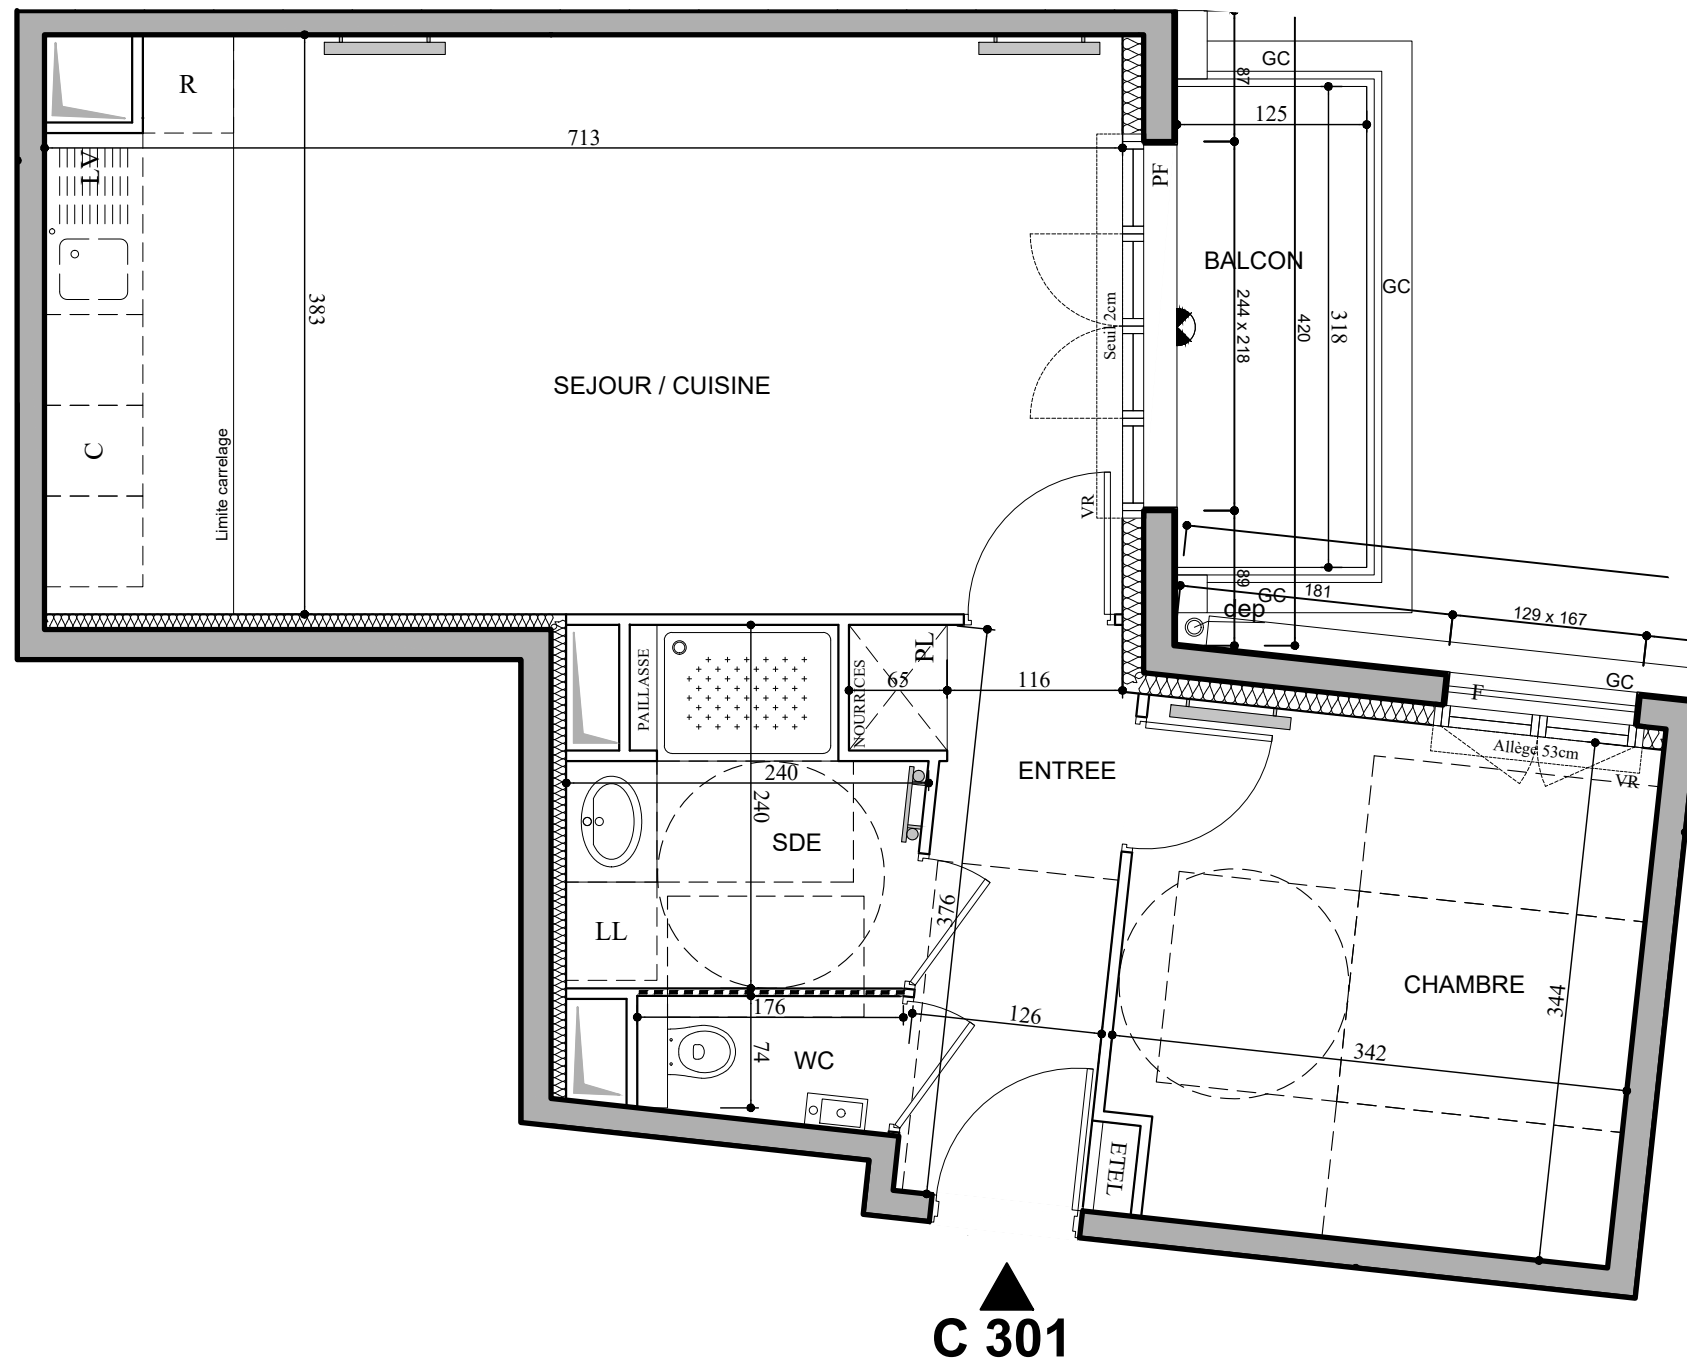 GC
87
R
125
713
LV
PF
BALCON
GC
383
Seuil 2cm
244 x 218
420
318
SEJOUR / CUISINE
C
Limite carrelage
VR
89
GC
181
dep
129 x 167
PAILLASSE
NOURRICES
PL
65
116
GC
F
Allège 53cm
VR
240
240
ENTREE
SDE
376
LL
CHAMBRE
344
176
126
74
WC
342
ETEL
C 301